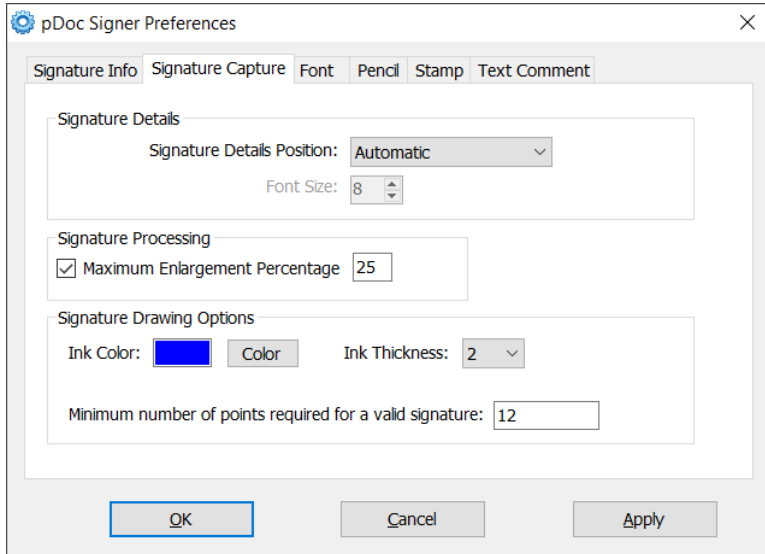 pDoc Signer Preferences
Signature Info Signature Capture Font Pencil Stamp Text Comment
Signature Details
Signature Details Position: Automatic
Font Size: 8
Signature Processing
Maximum Enlargement Percentage 25
Signature Drawing Options
Ink Color: Color Ink Thickness: 2
Minimum number of points required for a valid signature: 12
OK Cancel Apply